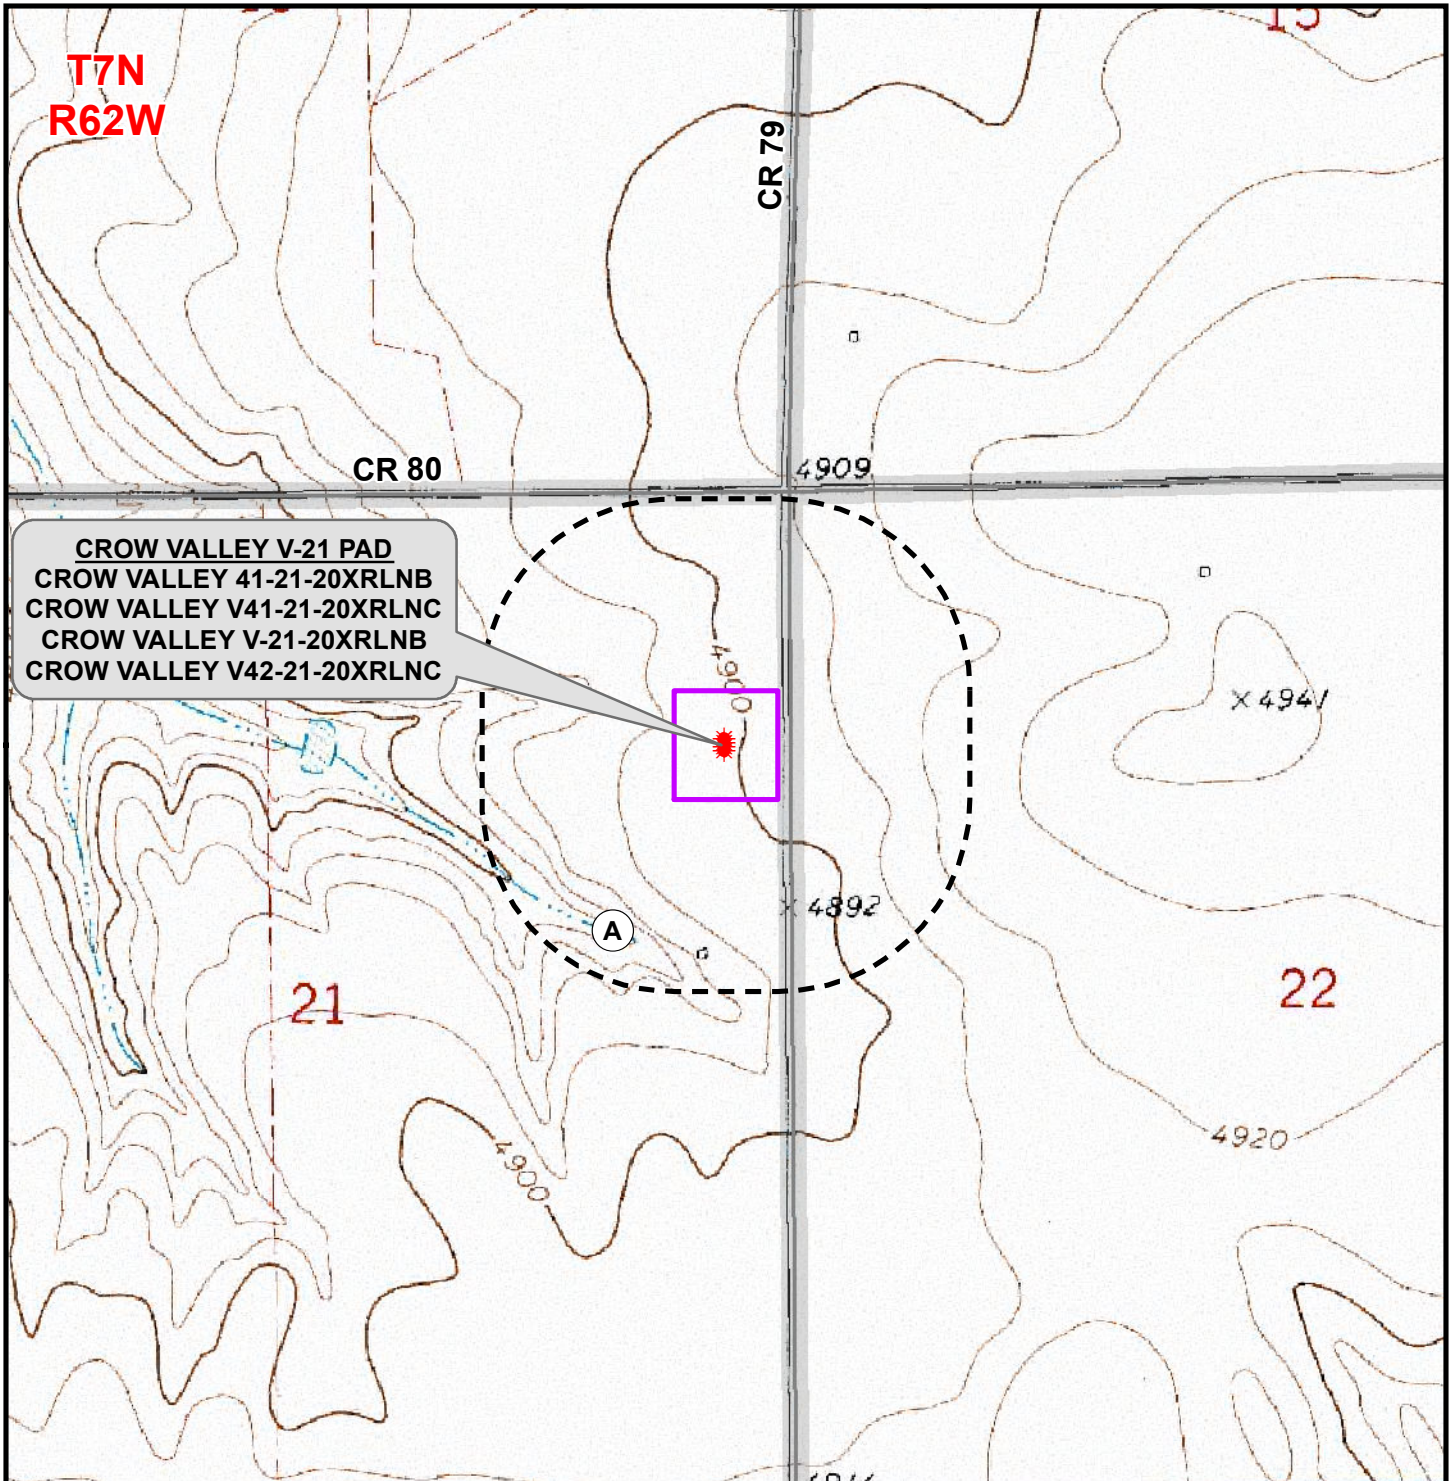 15
T7N
R62W
CR 79
CR 80
4909
CROW VALLEY V-21 PAD
CROW VALLEY 41-21-20XRLNB
CROW VALLEY V41-21-20XRLNC
CROW VALLEY V-21-20XRLNB
CROW VALLEY V42-21-20XRLNC
4900
× 4941
× 4892
A
21
22
4920
4900